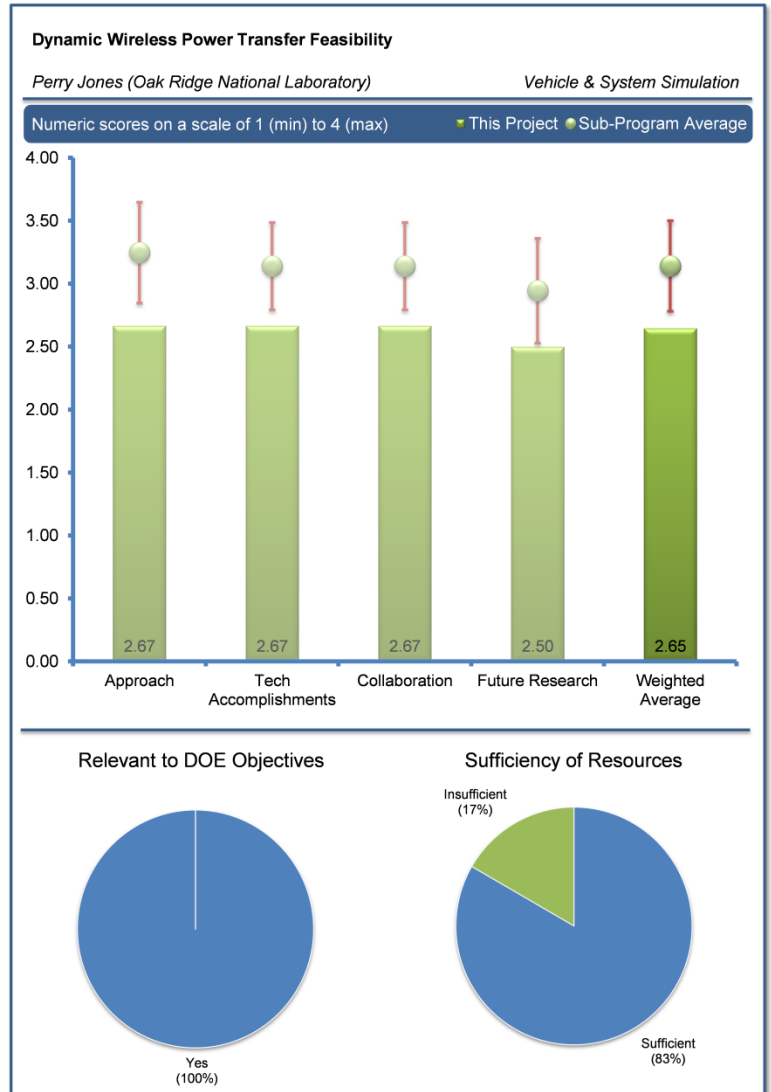 Dynamic Wireless Power Transfer Feasibility
Perry Jones (Oak Ridge National Laboratory) Vehicle & System Simulation
Numeric scores on a scale of 1 (min) to 4 (max) This Project Sub-Program Average
4.00
3.50
3.00
2.50
2.00
1.50
1.00
0.50
2.67 2.67 2.67 2.50 2.65
0.00
Approach Tech Collaboration Future Research Weighted
Accomplishments Average
Relevant to DOE Objectives Sufficiency of Resources
Insufficient
(17%)
Sufficient
(83%)
Yes
(100%)